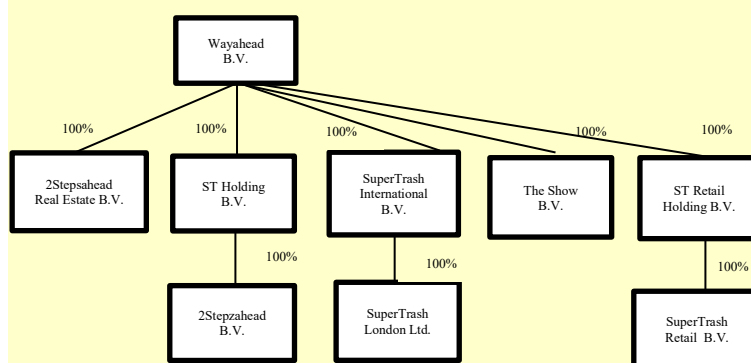 Wayahead
B.V.
100%
100%
100%
100%
100%
2Stepsahead
Real Estate B.V.
ST Holding
B.V.
SuperTrash
International
B.V.
The Show
B.V.
ST Retail
Holding B.V.
100%
100%
100%
2Stepzahead
B.V.
SuperTrash
London Ltd.
SuperTrash
Retail B.V.